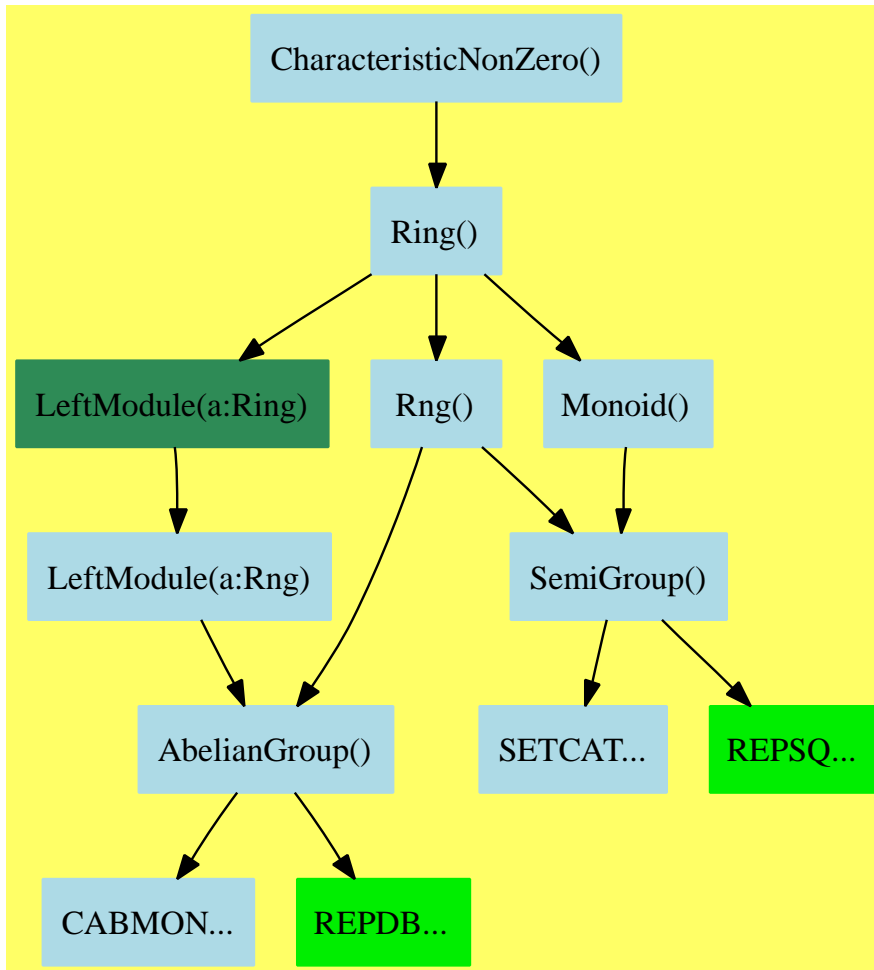 CharacteristicNonZero()
Ring()
LeftModule(a:Ring)
Rng()
Monoid()
LeftModule(a:Rng)
SemiGroup()
AbelianGroup()
SETCAT...
REPSQ...
CABMON...
REPDB...